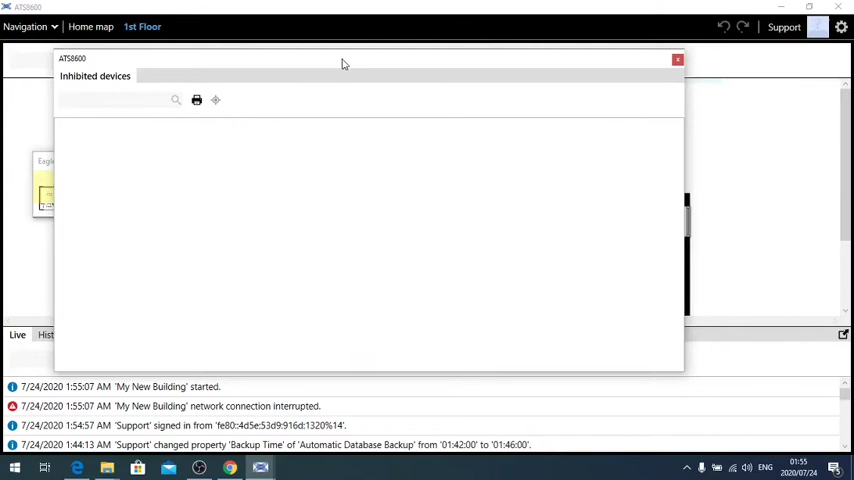 ATS8600
Navigation Home map 1st Floor Support
ATS8600
Inhibited devices
Eagle
Live Hist
7/24/2020 1:55:07 AM 'My New Building' started.
7/24/2020 1:55:07 AM 'My New Building' network connection interrupted.
7/24/2020 1:54:57 AM 'Support' signed in from 'fe80::4d5e:53d9:916d:1320%14'.
7/24/2020 1:44:13 AM 'Support' changed property 'Backup Time' of 'Automatic Database Backup' from '01:42:00' to '01:46:00'.
ENG
01:55
2020/07/24
5